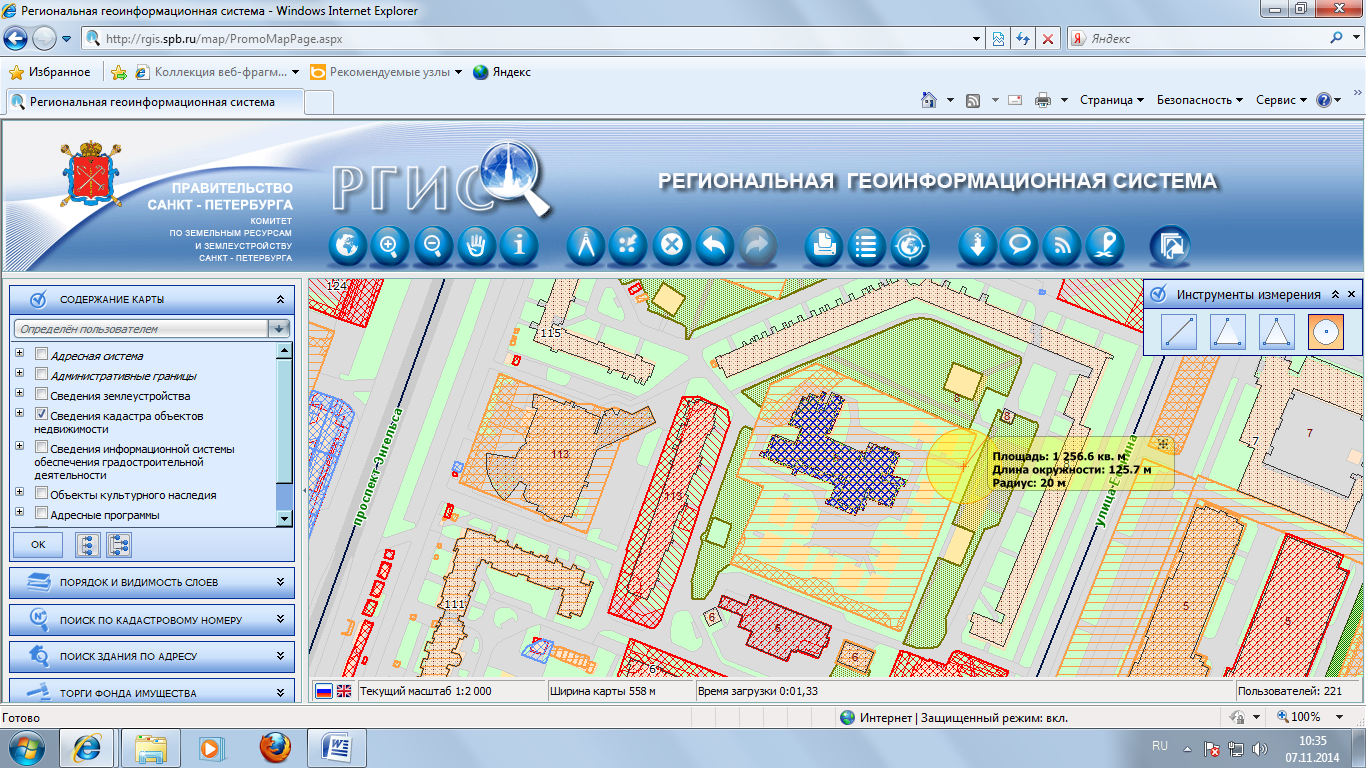 Региональная геоинформационная система - Windows Internet Explorer
http://rgis.spb.ru/map/PromoMapPage.aspx
Яндекс
Избранное
Коллекция веб-фрагм...
Рекомендуемые узлы
Яндекс
Региональная геоинформационная система
Страница
Безопасность
Сервис
ПРАВИТЕЛЬСТВО
САНКТ - ПЕТЕРБУРГА
КОМИТЕТ
ПО ЗЕМЕЛЬНЫМ РЕСУРСАМ
И ЗЕМЛЕУСТРОЙСТВУ
САНКТ - ПЕТЕРБУРГА
РГИС
РЕГИОНАЛЬНАЯ ГЕОИНФОРМАЦИОННАЯ СИСТЕМА
СОДЕРЖАНИЕ КАРТЫ
Определён пользователем
Адресная система
Административные границы
Сведения землеустройства
Сведения кадастра объектов
недвижимости
Сведения информационной системы
обеспечения градостроительной
деятельности
Объекты культурного наследия
Адресные программы
ОК
ПОРЯДОК И ВИДИМОСТЬ СЛОЕВ
ПОИСК ПО КАДАСТРОВОМУ НОМЕРУ
ПОИСК ЗДАНИЯ ПО АДРЕСУ
ТОРГИ ФОНДА ИМУЩЕСТВА
Инструменты измерения
124
115
проспект Энгельса
113
113
111
8
8
7
7
Площадь: 1 256.6 кв. м
Длина окружности: 125.7 м
Радиус: 20 м
5
5
6
6
6
6
Текущий масштаб 1:2 000
Ширина карты 558 м
Время загрузки 0:01,33
Пользователей: 221
Готово
Интернет | Защищенный режим: вкл.
100%
RU
10:35
07.11.2014